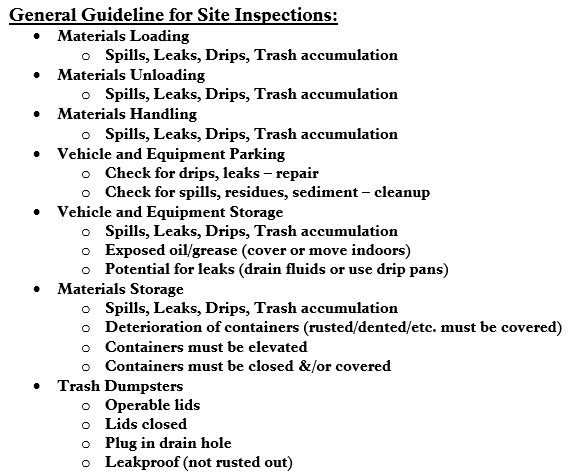 General Guideline for Site Inspections:
• Materials Loading
o Spills, Leaks, Drips, Trash accumulation
• Materials Unloading
o Spills, Leaks, Drips, Trash accumulation
• Materials Handling
o Spills, Leaks, Drips, Trash accumulation
• Vehicle and Equipment Parking
o Check for drips, leaks – repair
o Check for spills, residues, sediment – cleanup
• Vehicle and Equipment Storage
o Spills, Leaks, Drips, Trash accumulation
o Exposed oil/grease (cover or move indoors)
o Potential for leaks (drain fluids or use drip pans)
• Materials Storage
o Spills, Leaks, Drips, Trash accumulation
o Deterioration of containers (rusted/dented/etc. must be covered)
o Containers must be elevated
o Containers must be closed &/or covered
• Trash Dumpsters
o Operable lids
o Lids closed
o Plug in drain hole
o Leakproof (not rusted out)